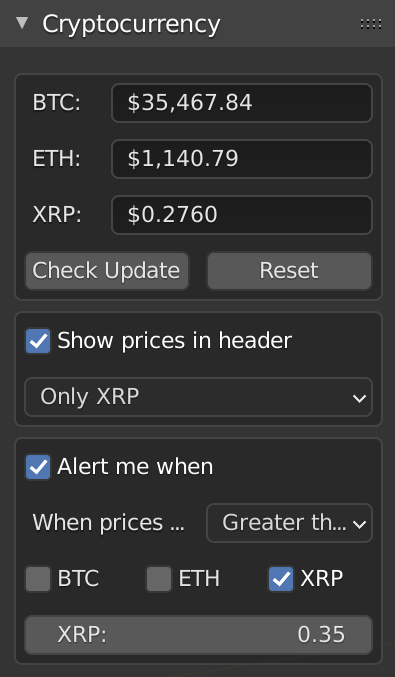 Cryptocurrency
BTC: $35,467.84
ETH: $1,140.79
XRP: $0.2760
Check Update Reset
Show prices in header
Only XRP
Alert me when
When prices ... Greater th...
BTC ETH XRP
XRP: 0.35